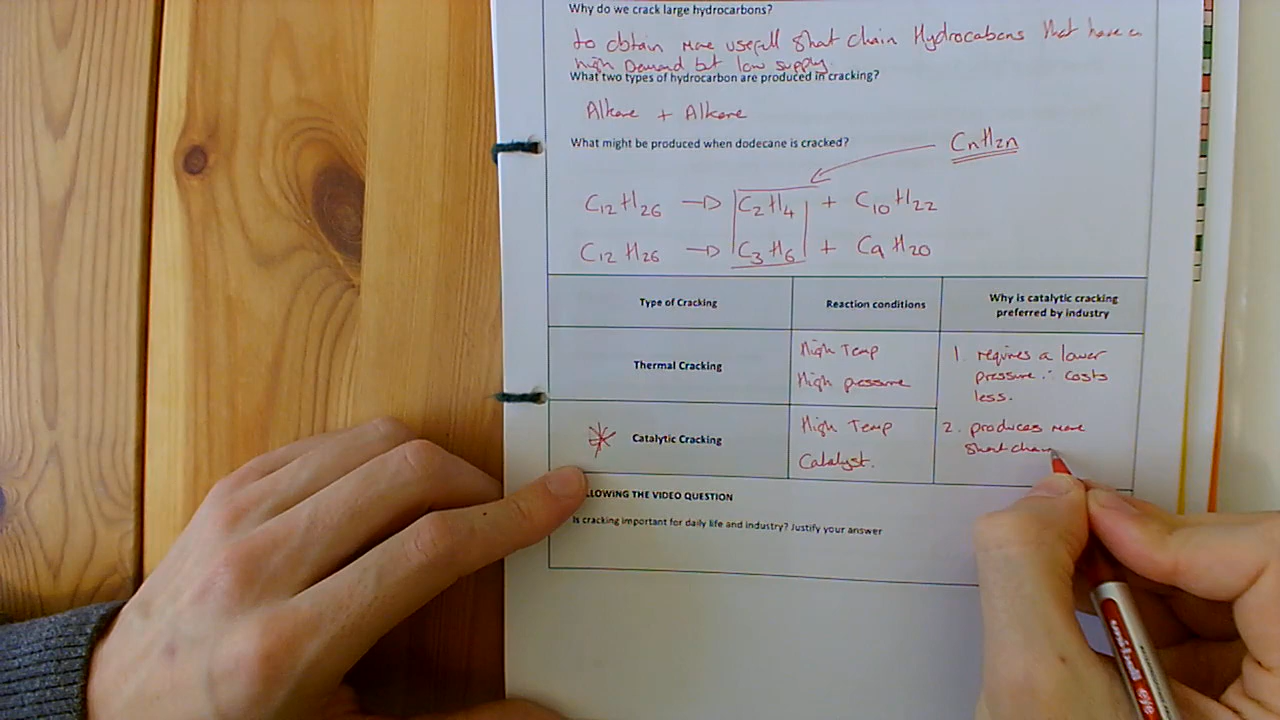 Why do we crack large hydrocarbons?
to obtain more usefull short chain Hydrocabons that have a
high Demand but low supply.
What two types of hydrocarbon are produced in cracking?
Alkane + Alkene
What might be produced when dodecane is cracked?
CnH2n
C12H26 → C2H4 + C10H22
C12H26 → C3H6 + C9H20
Type of Cracking
Reaction conditions
Why is catalytic cracking
preferred by industry
Thermal Cracking
High Temp
High pressure
1. requires a lower
pressure ∴ costs
less.
Catalytic Cracking
High Temp
Catalyst.
2. produces more
short chain
LLOWING THE VIDEO QUESTION
Is cracking important for daily life and industry? Justify your answer